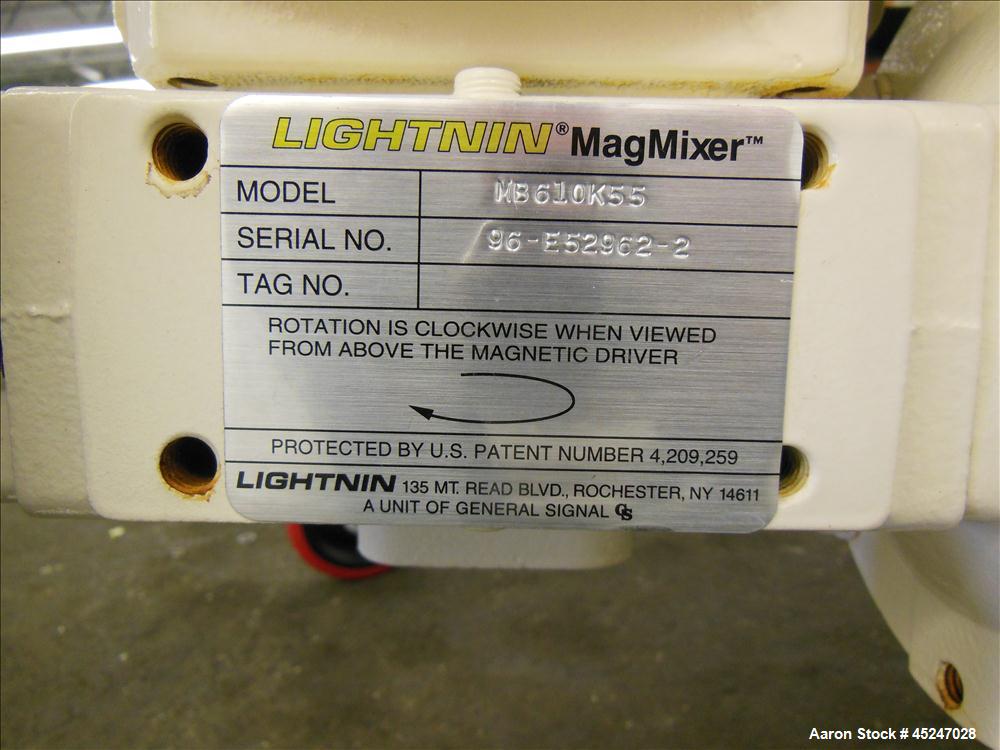 LIGHTNIN® MagMixer™
MODEL MB610K55
SERIAL NO. 96-E52962-2
TAG NO.
ROTATION IS CLOCKWISE WHEN VIEWED
FROM ABOVE THE MAGNETIC DRIVER
PROTECTED BY U.S. PATENT NUMBER 4,209,259
LIGHTNIN 135 MT. READ BLVD., ROCHESTER, NY 14611
A UNIT OF GENERAL SIGNAL GS
Aaron Stock # 45247028